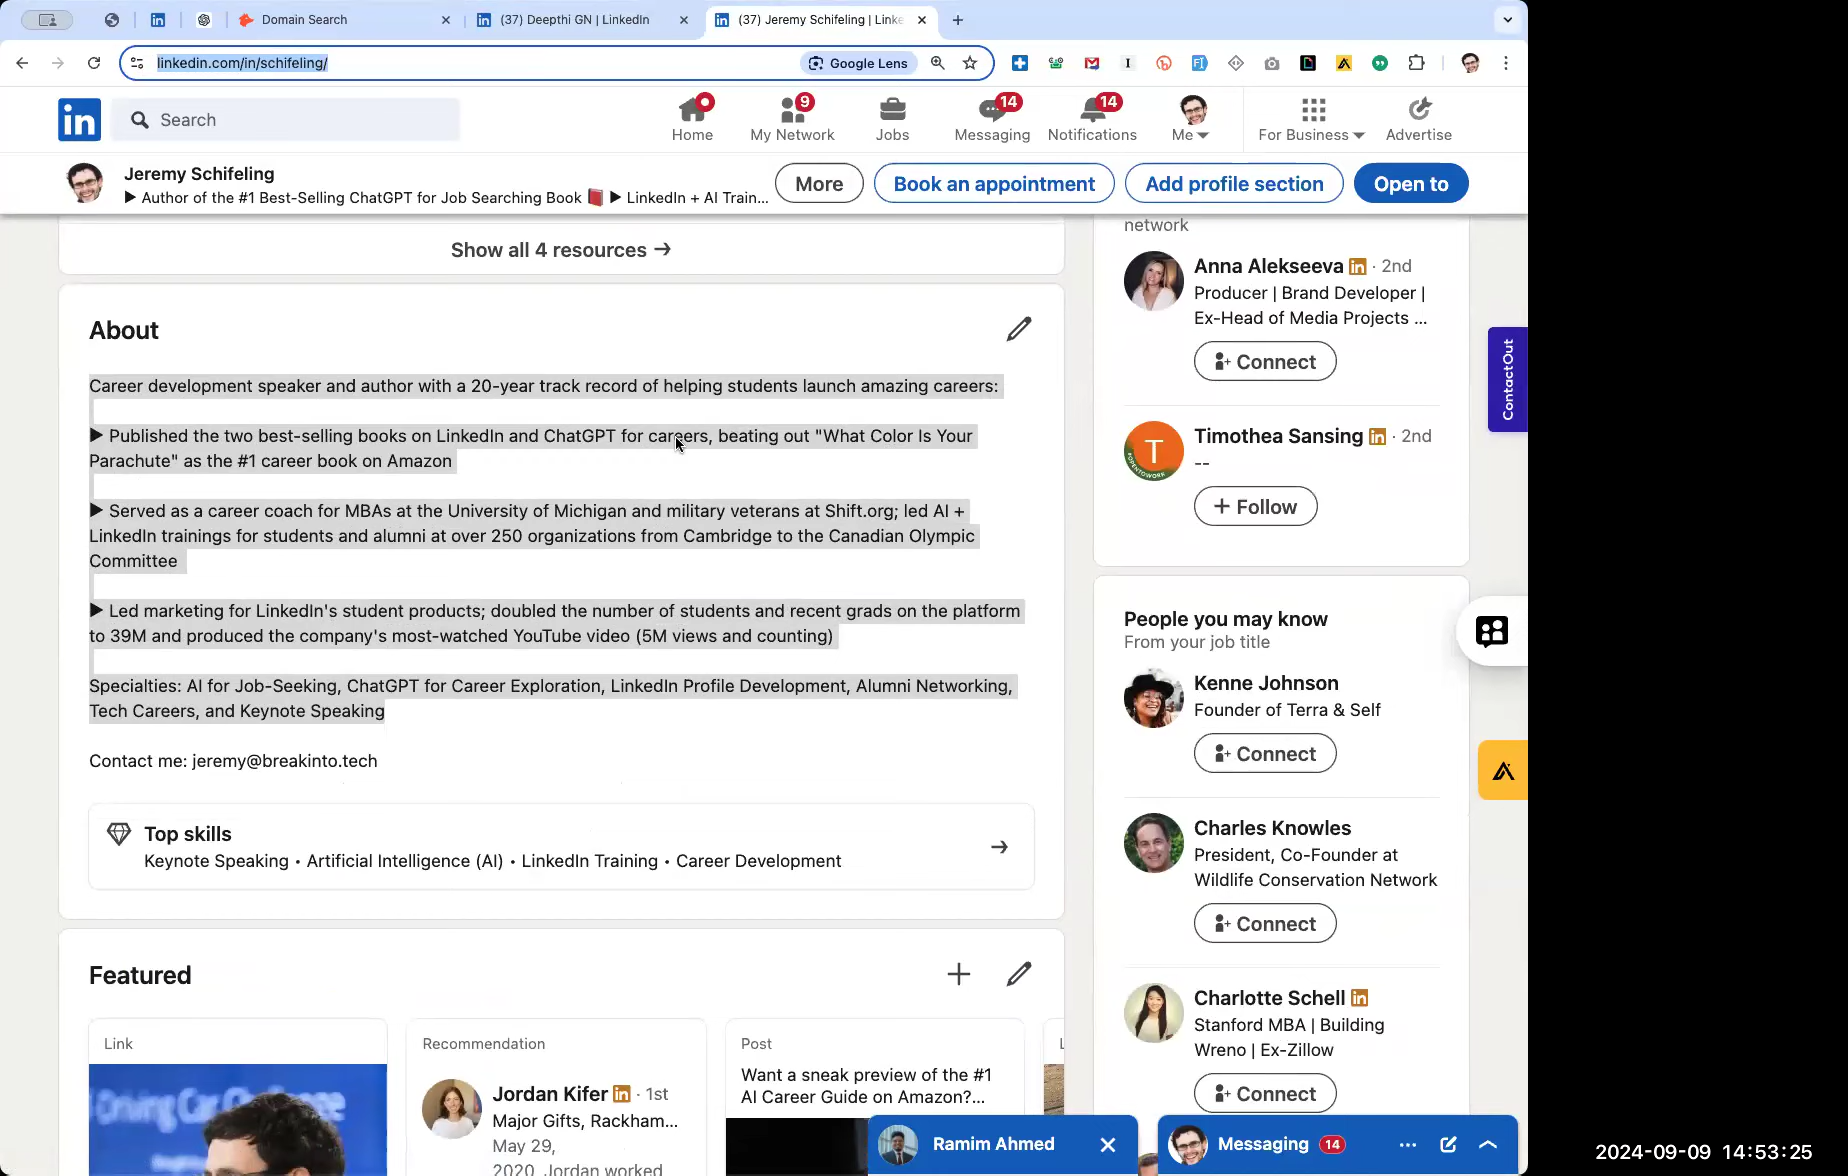 Domain Search
(37) Deepthi GN | LinkedIn
(37) Jeremy Schifeling | Linke
linkedin.com/in/schifeling/
Google Lens
Search
Home
9
My Network
Jobs
14
Messaging
14
Notifications
Me
For Business
Advertise
Jeremy Schifeling
▶ Author of the #1 Best-Selling ChatGPT for Job Searching Book 📕 ▶ LinkedIn + AI Train...
More
Book an appointment
Add profile section
Open to
Show all 4 resources →
About
Career development speaker and author with a 20-year track record of helping students launch amazing careers:
▶ Published the two best-selling books on LinkedIn and ChatGPT for careers, beating out "What Color Is Your
Parachute" as the #1 career book on Amazon
▶ Served as a career coach for MBAs at the University of Michigan and military veterans at Shift.org; led AI +
LinkedIn trainings for students and alumni at over 250 organizations from Cambridge to the Canadian Olympic
Committee
▶ Led marketing for LinkedIn's student products; doubled the number of students and recent grads on the platform
to 39M and produced the company's most-watched YouTube video (5M views and counting)
Specialties: AI for Job-Seeking, ChatGPT for Career Exploration, LinkedIn Profile Development, Alumni Networking,
Tech Careers, and Keynote Speaking
Contact me: jeremy@breakinto.tech
Top skills
Keynote Speaking • Artificial Intelligence (AI) • LinkedIn Training • Career Development
Featured
Link
Recommendation
Jordan Kifer in · 1st
Major Gifts, Rackham...
May 29,
2020, Jordan worked
Post
Want a sneak preview of the #1
AI Career Guide on Amazon?...
network
Anna Alekseeva in · 2nd
Producer | Brand Developer |
Ex-Head of Media Projects ...
Connect
T
#OPENTOWORK
Timothea Sansing in · 2nd
--
+ Follow
People you may know
From your job title
Kenne Johnson
Founder of Terra & Self
Connect
Charles Knowles
President, Co-Founder at
Wildlife Conservation Network
Connect
Charlotte Schell in
Stanford MBA | Building
Wreno | Ex-Zillow
Connect
ContactOut
Ramim Ahmed
Messaging 14
2024-09-09 14:53:25